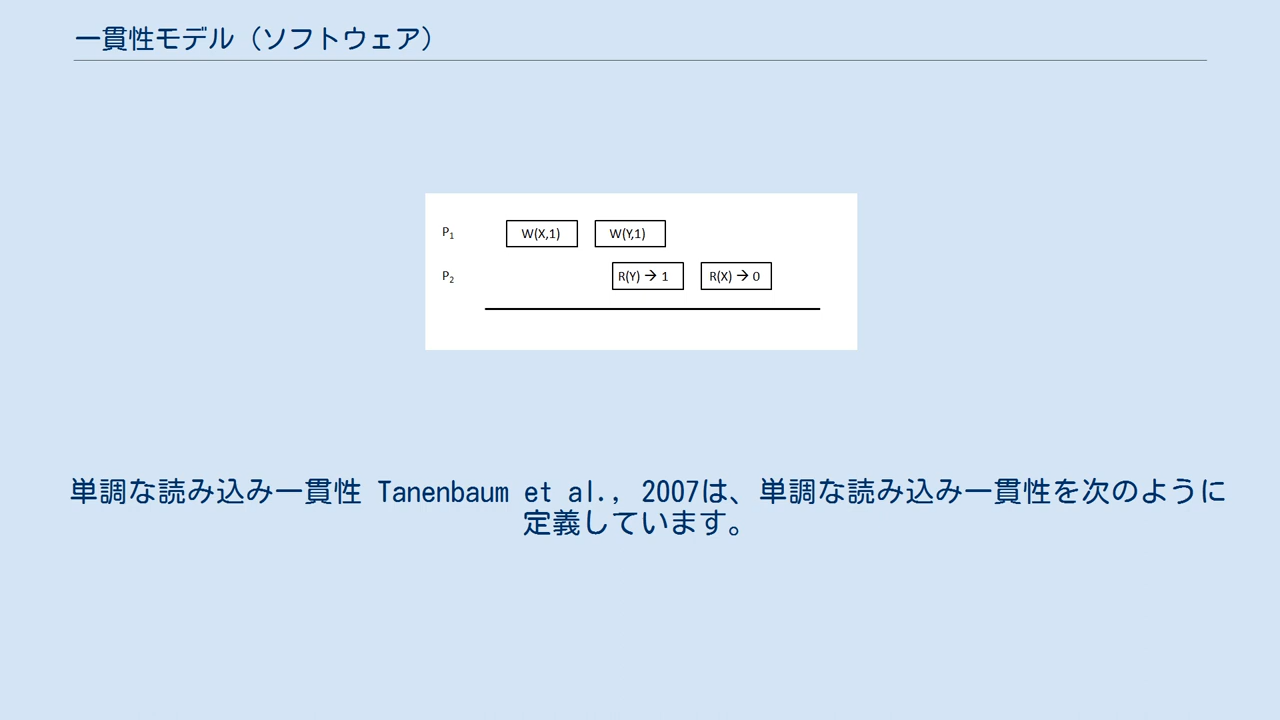 一貫性モデル（ソフトウェア）
P1 W(X,1) W(Y,1)
P2 R(Y) → 1 R(X) → 0
単調な読み込み一貫性 Tanenbaum et al., 2007は、単調な読み込み一貫性を次のように
定義しています。